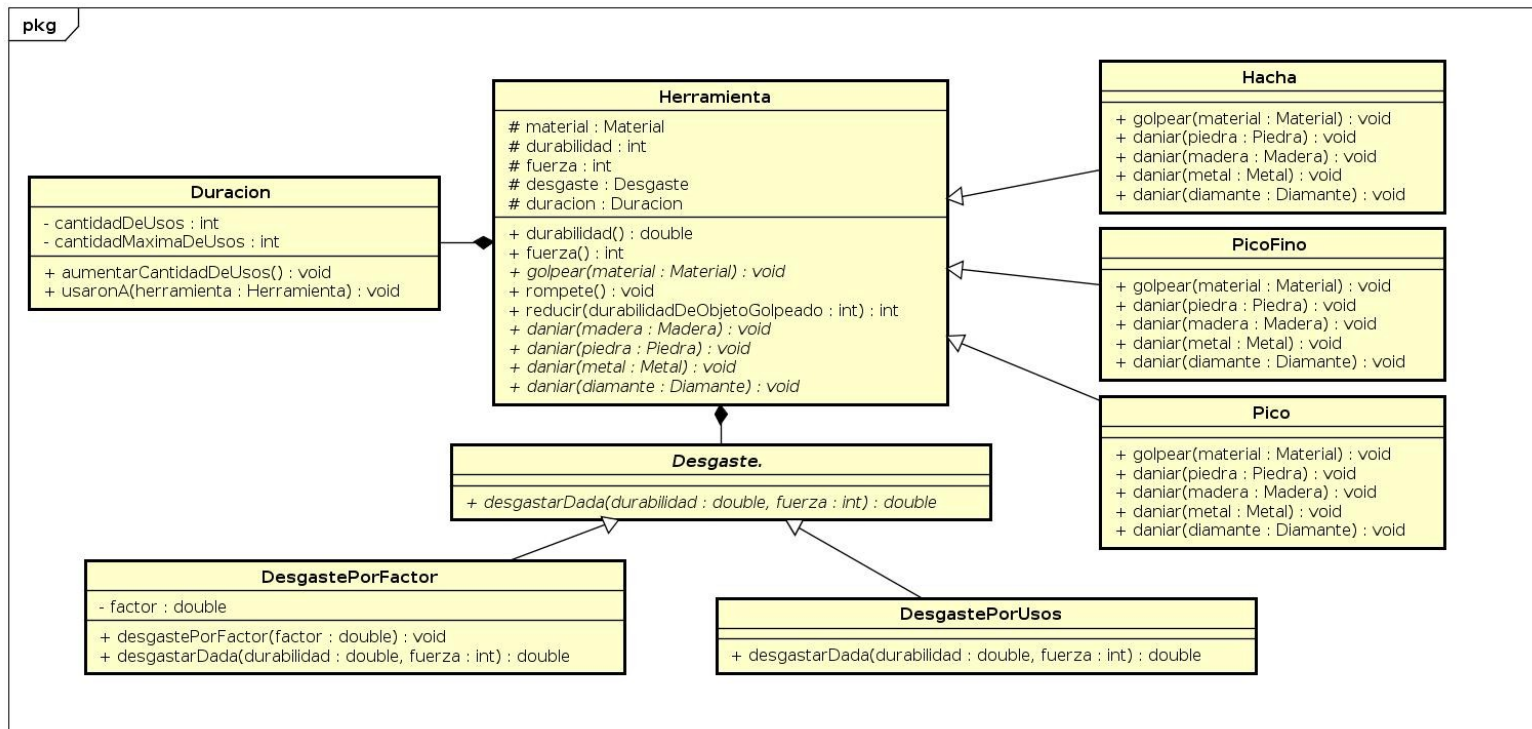 pkg
Herramienta
# material : Material
# durabilidad : int
# fuerza : int
# desgaste : Desgaste
# duracion : Duracion
+ durabilidad() : double
+ fuerza() : int
+ golpear(material : Material) : void
+ rompete() : void
+ reducir(durabilidadDeObjetoGolpeado : int) : int
+ daniar(madera : Madera) : void
+ daniar(piedra : Piedra) : void
+ daniar(metal : Metal) : void
+ daniar(diamante : Diamante) : void
Duracion
- cantidadDeUsos : int
- cantidadMaximaDeUsos : int
+ aumentarCantidadDeUsos() : void
+ usaronA(herramienta : Herramienta) : void
Hacha
+ golpear(material : Material) : void
+ daniar(piedra : Piedra) : void
+ daniar(madera : Madera) : void
+ daniar(metal : Metal) : void
+ daniar(diamante : Diamante) : void
PicoFino
+ golpear(material : Material) : void
+ daniar(piedra : Piedra) : void
+ daniar(madera : Madera) : void
+ daniar(metal : Metal) : void
+ daniar(diamante : Diamante) : void
Pico
+ golpear(material : Material) : void
+ daniar(piedra : Piedra) : void
+ daniar(madera : Madera) : void
+ daniar(metal : Metal) : void
+ daniar(diamante : Diamante) : void
Desgaste.
+ desgastarDada(durabilidad : double, fuerza : int) : double
DesgastePorFactor
- factor : double
+ desgastePorFactor(factor : double) : void
+ desgastarDada(durabilidad : double, fuerza : int) : double
DesgastePorUsos
+ desgastarDada(durabilidad : double, fuerza : int) : double